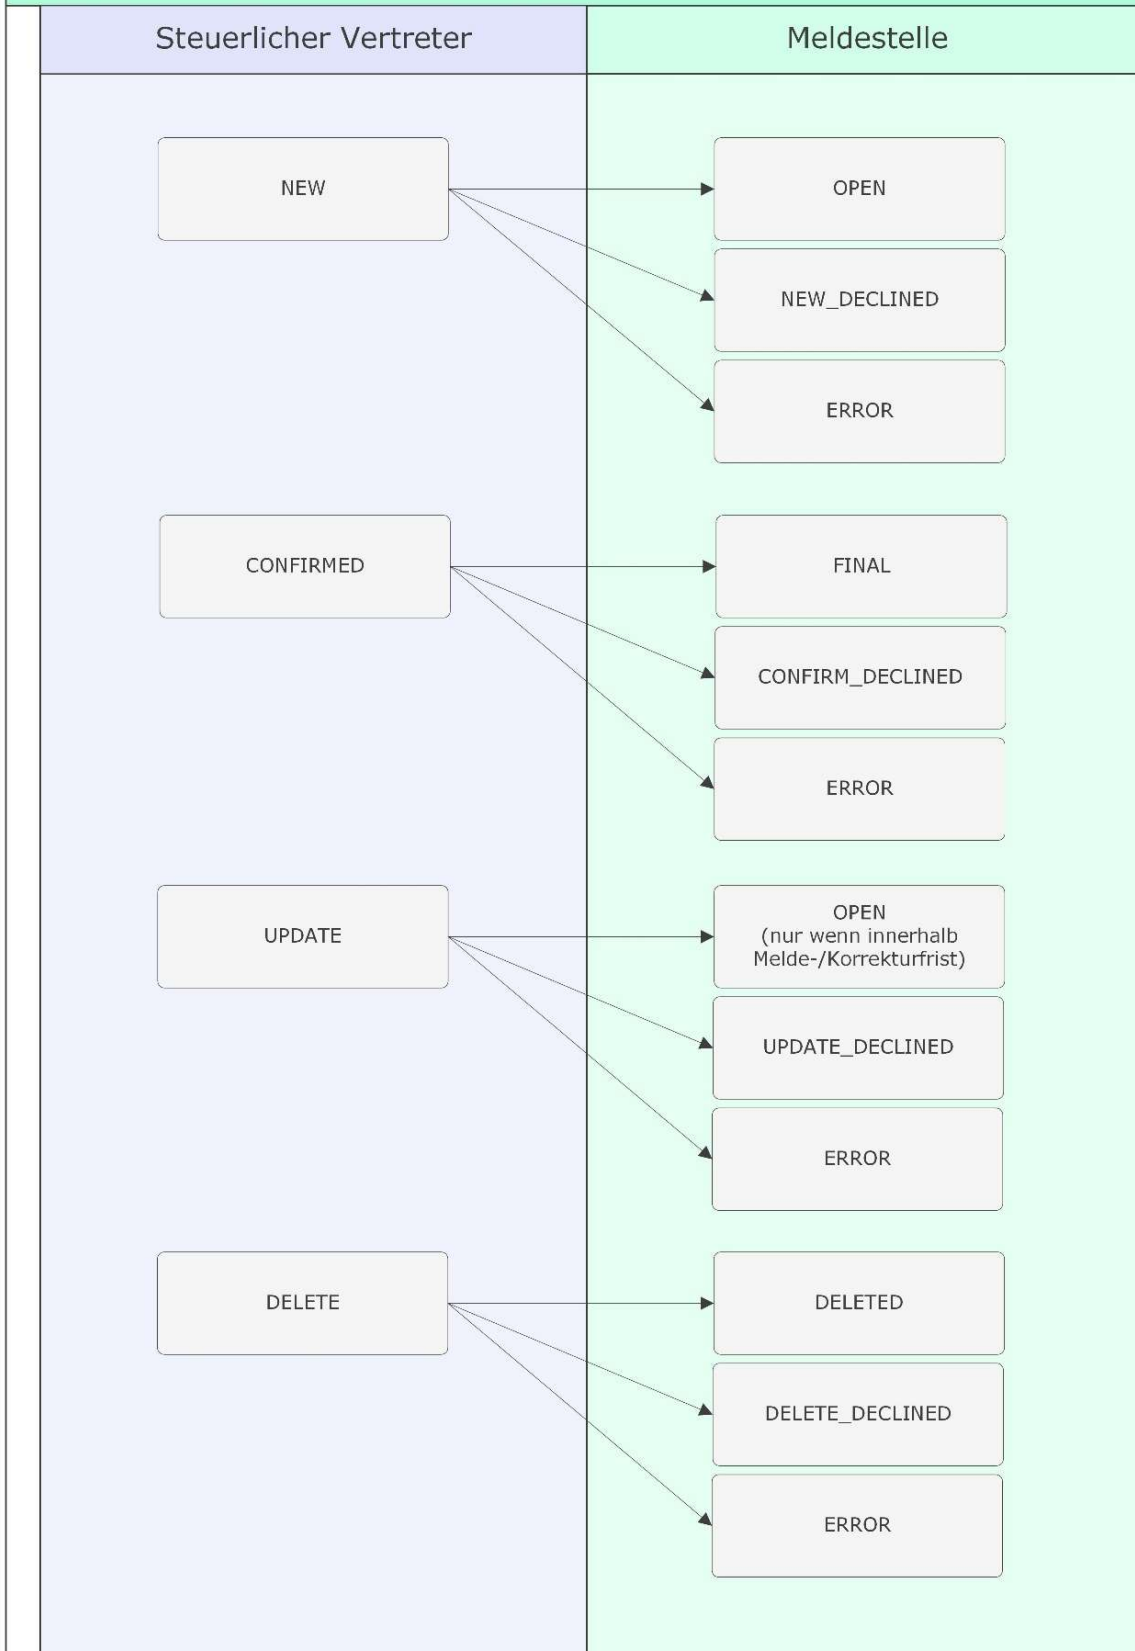 Steuerlicher Vertreter
Meldestelle
NEW
OPEN
NEW_DECLINED
ERROR
CONFIRMED
FINAL
CONFIRM_DECLINED
ERROR
UPDATE
OPEN
(nur wenn innerhalb
Melde-/Korrekturfrist)
UPDATE_DECLINED
ERROR
DELETE
DELETED
DELETE_DECLINED
ERROR